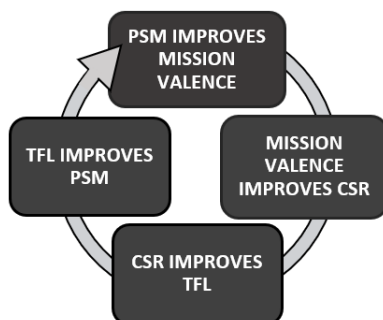 PSM IMPROVES
MISSION
VALENCE
MISSION
VALENCE
IMPROVES CSR
CSR IMPROVES
TFL
TFL IMPROVES
PSM